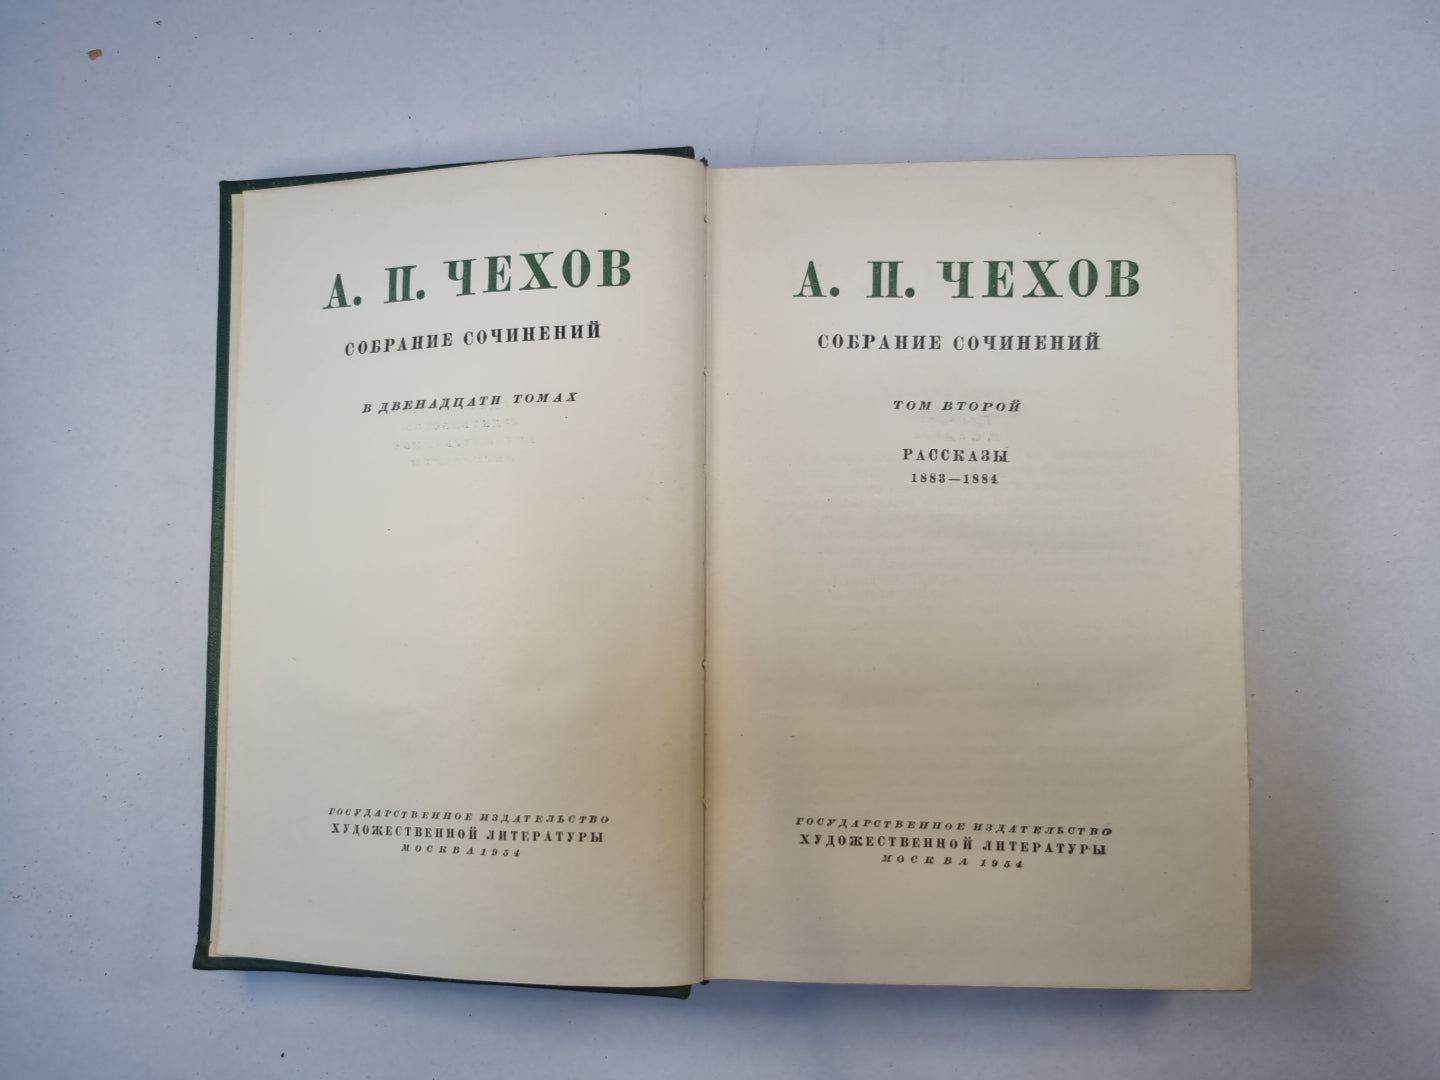 А. П. ЧЕХОВ
СОБРАНИЕ СОЧИНЕНИЙ
В ДВЕНАДЦАТИ ТОМАХ
ГОСУДАРСТВЕННОЕ ИЗДАТЕЛЬСТВО
ХУДОЖЕСТВЕННОЙ ЛИТЕРАТУРЫ
МОСКВА 1954
А. П. ЧЕХОВ
СОБРАНИЕ СОЧИНЕНИЙ
ТОМ ВТОРОЙ
РАССКАЗЫ
1883—1884
ГОСУДАРСТВЕННОЕ ИЗДАТЕЛЬСТВО
ХУДОЖЕСТВЕННОЙ ЛИТЕРАТУРЫ
МОСКВА 1954